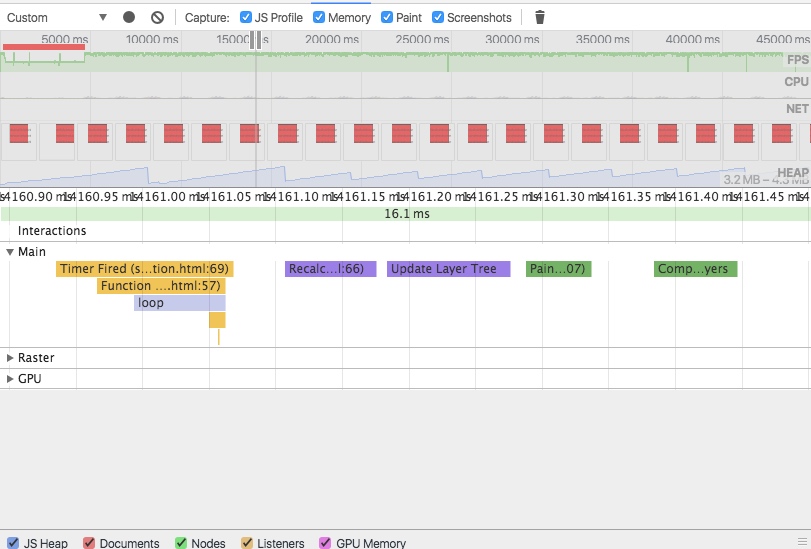 Custom Capture: JS Profile Memory Paint Screenshots
5000 ms 10000 ms 15000 ms 20000 ms 25000 ms 30000 ms 35000 ms 40000 ms 45000 ms
FPS
CPU
NET
HEAP
3.2 MB – 4.3 MB
14160.90 ms 14160.95 ms 14161.00 ms 14161.05 ms 14161.10 ms 14161.15 ms 14161.20 ms 14161.25 ms 14161.30 ms 14161.35 ms 14161.40 ms 14161.45 ms
16.1 ms
Interactions
Main
Timer Fired (s...tion.html:69) Recalc...l:66) Update Layer Tree Pain...07) Comp...yers
Function ....html:57)
loop
Raster
GPU
JS Heap Documents Nodes Listeners GPU Memory